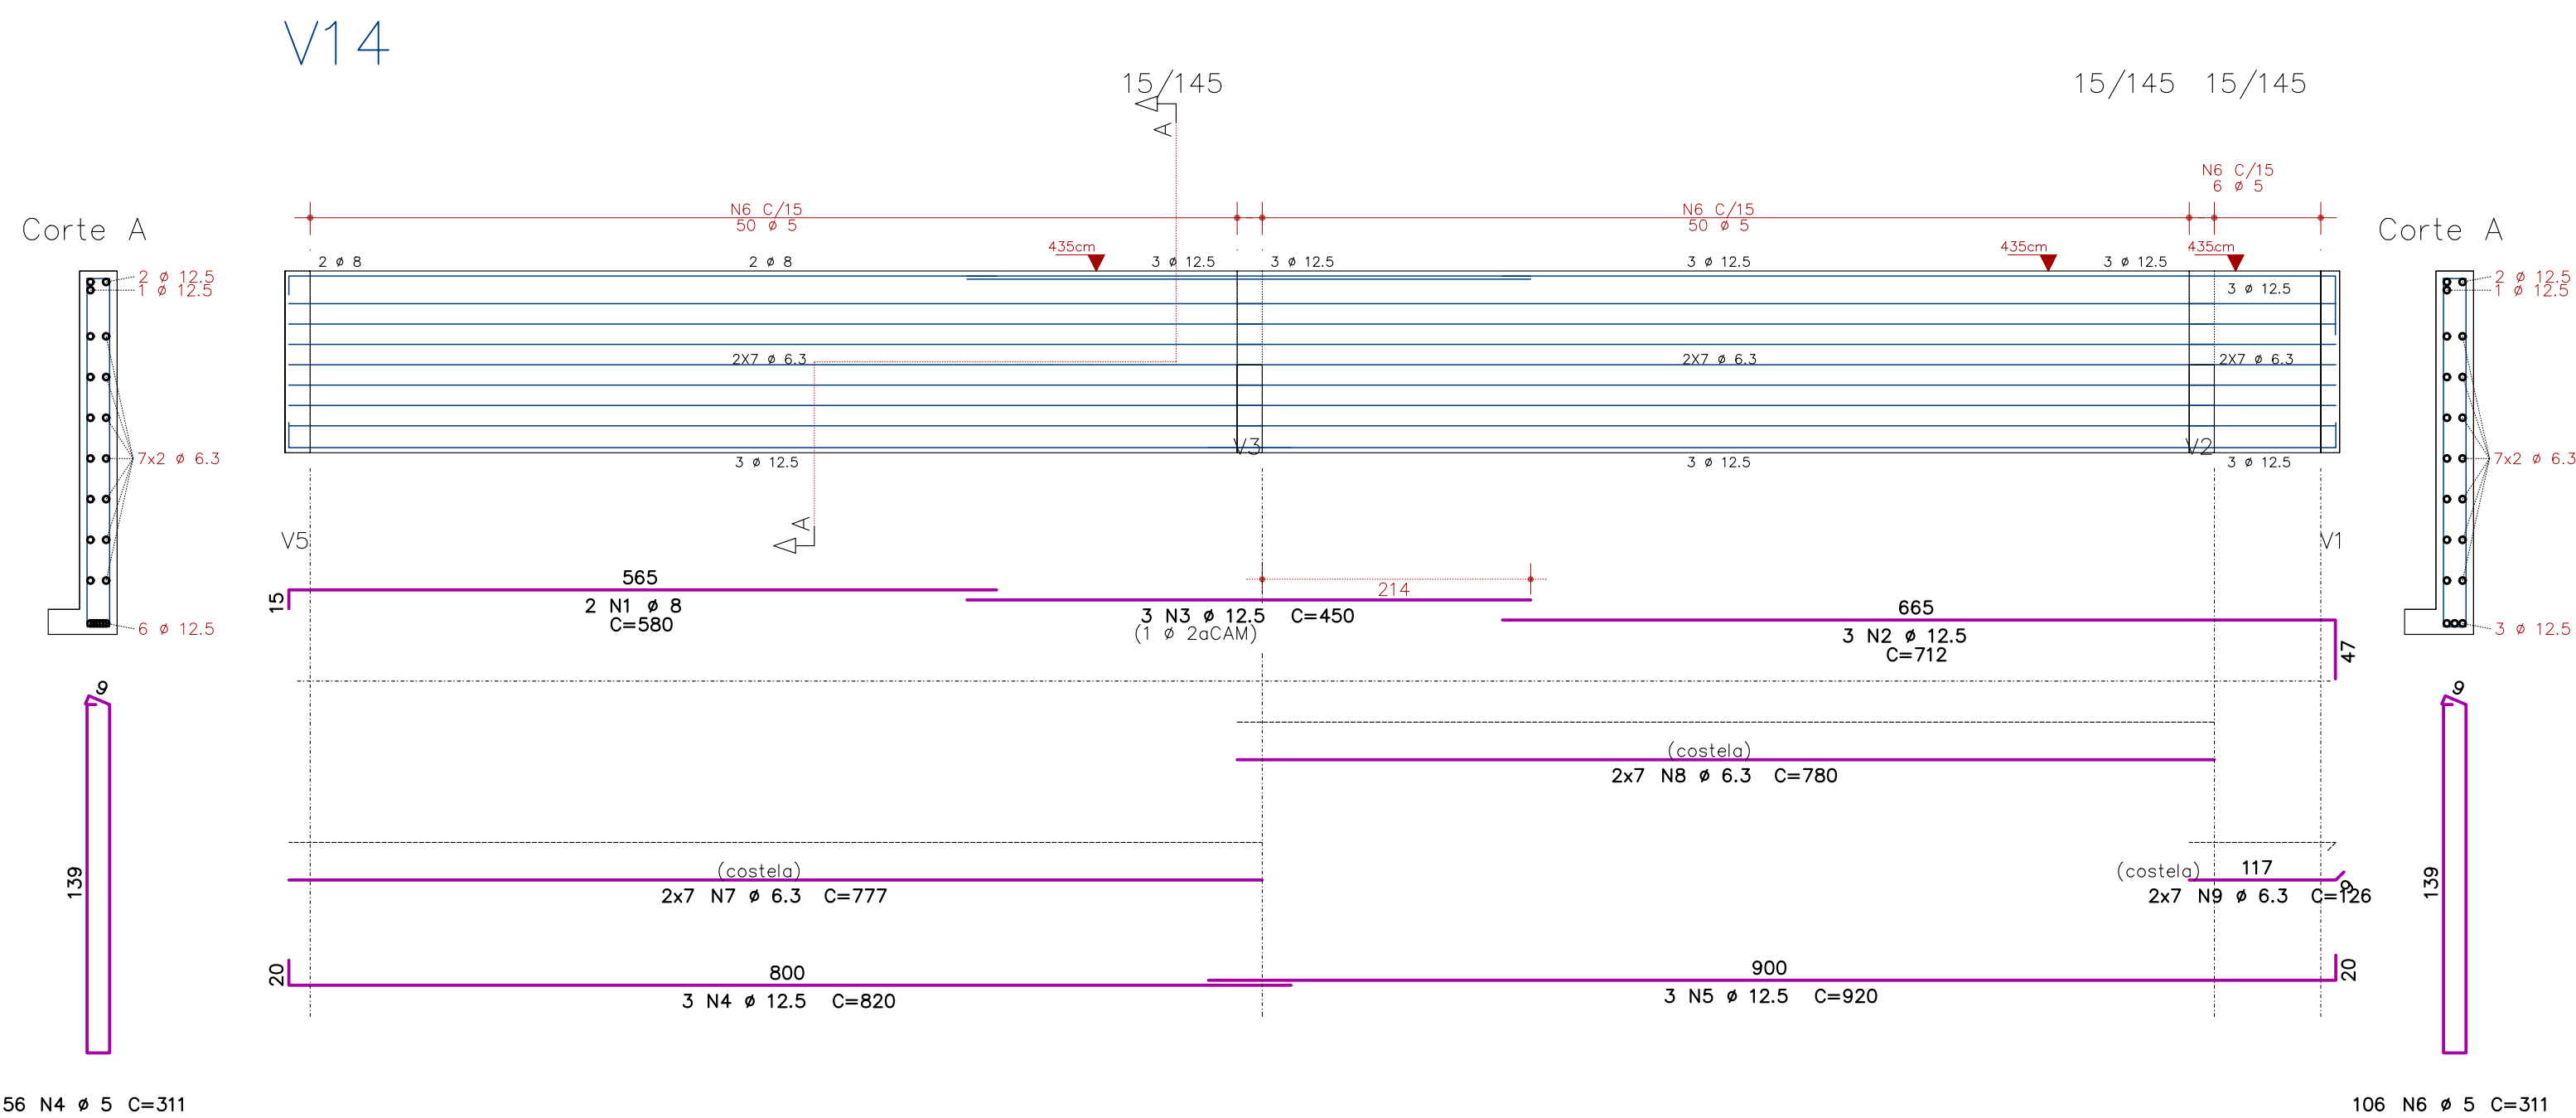 V14
15/145
15/145
15/145
A
N6 C/15
6 ø 5
N6 C/15
50 ø 5
N6 C/15
50 ø 5
Corte A
Corte A
435cm
435cm
435cm
2 ø 8
2 ø 8
3 ø 12.5
3 ø 12.5
3 ø 12.5
3 ø 12.5
2 ø 12.5
1 ø 12.5
2 ø 12.5
1 ø 12.5
3 ø 12.5
2X7 ø 6.3
2X7 ø 6.3
2X7 ø 6.3
V3
V2
7x2 ø 6.3
7x2 ø 6.3
3 ø 12.5
3 ø 12.5
3 ø 12.5
A
V5
V1
565
15
2 N1 ø 8
C=580
214
3 N3 ø 12.5 C=450
(1 ø 2aCAM)
665
3 N2 ø 12.5
C=712
47
6 ø 12.5
3 ø 12.5
9
9
(costela)
2x7 N8 ø 6.3 C=780
139
139
(costela)
2x7 N7 ø 6.3 C=777
(costela)
117
9
2x7 N9 ø 6.3 C=126
20
800
3 N4 ø 12.5 C=820
900
3 N5 ø 12.5 C=920
20
56 N4 ø 5 C=311
106 N6 ø 5 C=311